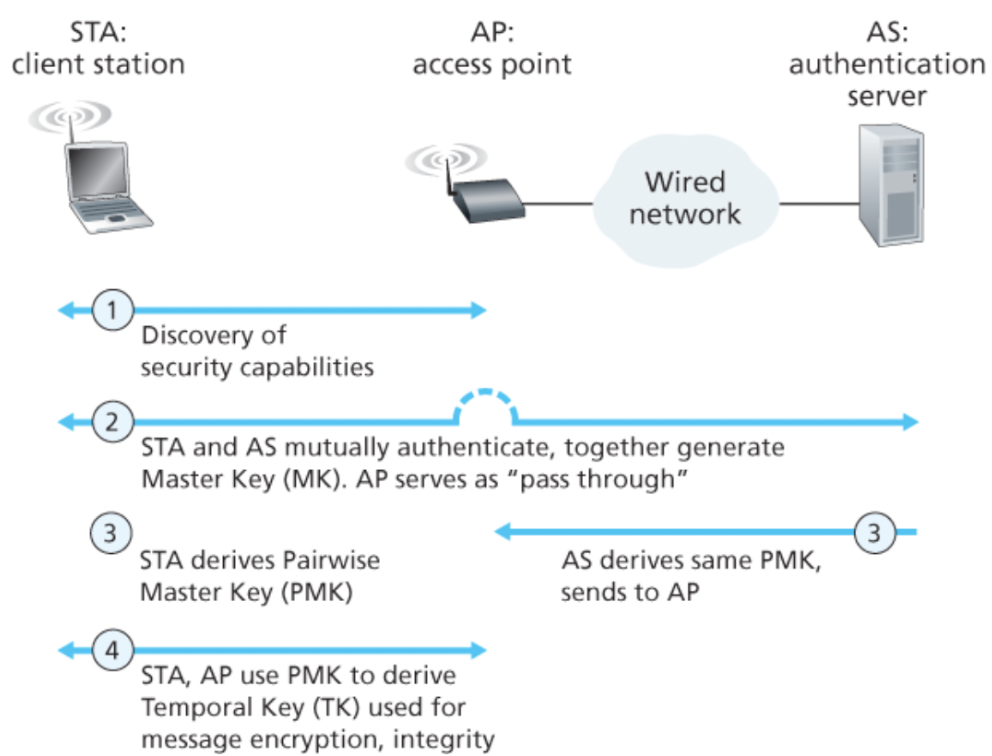 STA:
client station
AP:
access point
AS:
authentication
server
Wired
network
1
Discovery of
security capabilities
2
STA and AS mutually authenticate, together generate
Master Key (MK). AP serves as “pass through”
3
STA derives Pairwise
Master Key (PMK)
3
AS derives same PMK,
sends to AP
4
STA, AP use PMK to derive
Temporal Key (TK) used for
message encryption, integrity